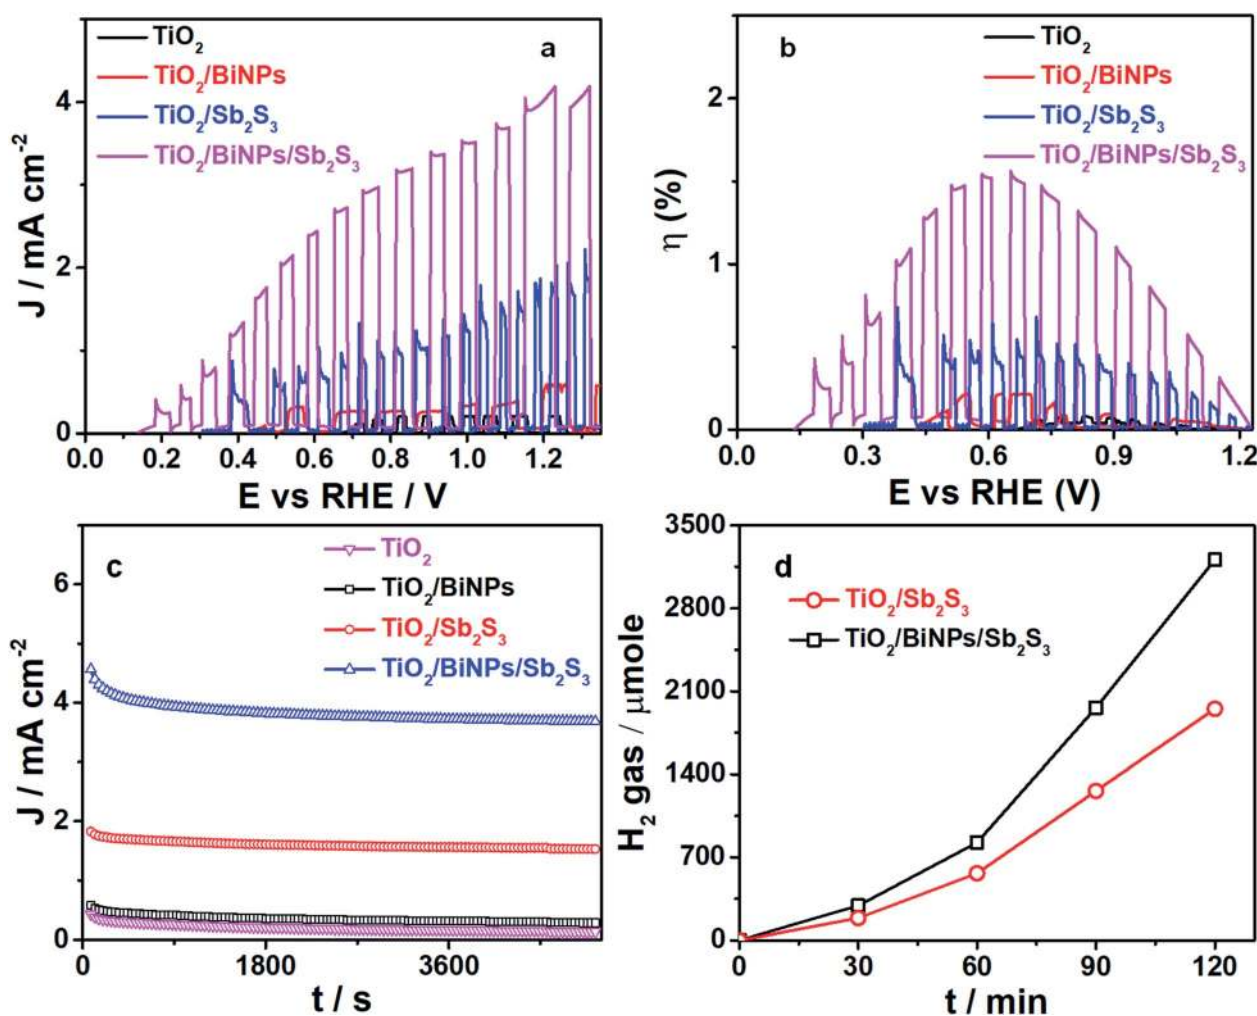 a
TiO₂
TiO₂/BiNPs
TiO₂/Sb₂S₃
TiO₂/BiNPs/Sb₂S₃
4
2
0
J / mA cm⁻²
0.0 0.2 0.4 0.6 0.8 1.0 1.2
E vs RHE / V
b
TiO₂
TiO₂/BiNPs
TiO₂/Sb₂S₃
TiO₂/BiNPs/Sb₂S₃
2
1
0
η (%)
0.0 0.3 0.6 0.9 1.2
E vs RHE (V)
c
TiO₂
TiO₂/BiNPs
TiO₂/Sb₂S₃
TiO₂/BiNPs/Sb₂S₃
6
4
2
0
J / mA cm⁻²
0 1800 3600
t / s
d
TiO₂/Sb₂S₃
TiO₂/BiNPs/Sb₂S₃
3500
2800
2100
1400
700
0
H₂ gas / μmole
0 30 60 90 120
t / min